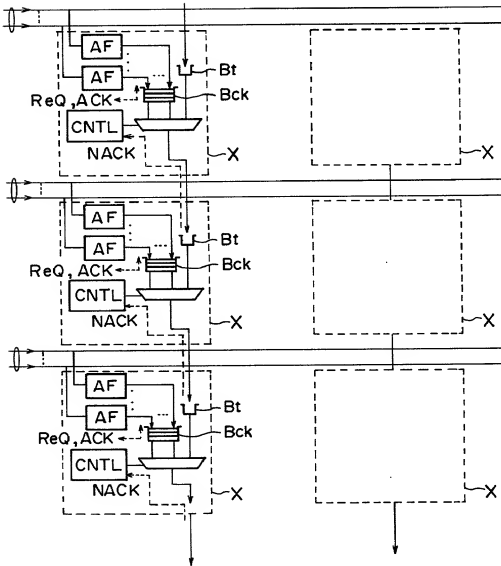 AF
AF
Bt
Bck
ReQ, ACK
CNTL
NACK
X
X
AF
AF
Bt
Bck
ReQ, ACK
CNTL
NACK
X
X
AF
AF
Bt
Bck
ReQ, ACK
CNTL
NACK
X
X